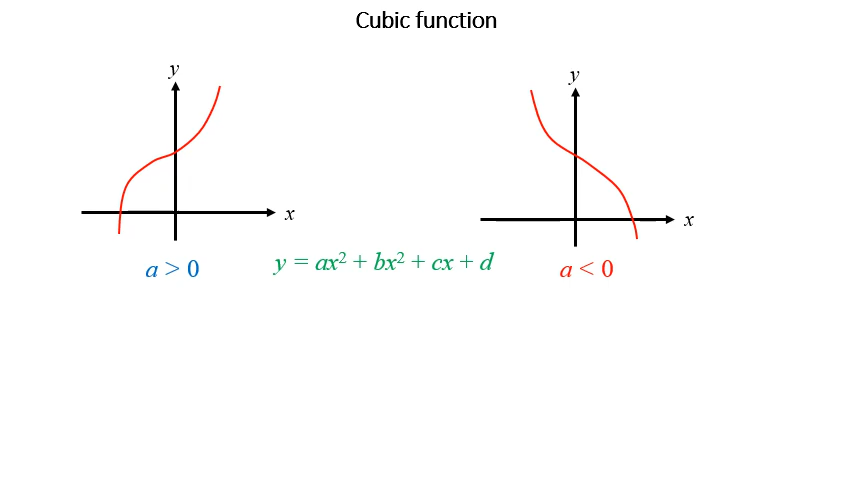 Cubic function
y
y
x
x
a > 0
y = ax² + bx² + cx + d
a < 0